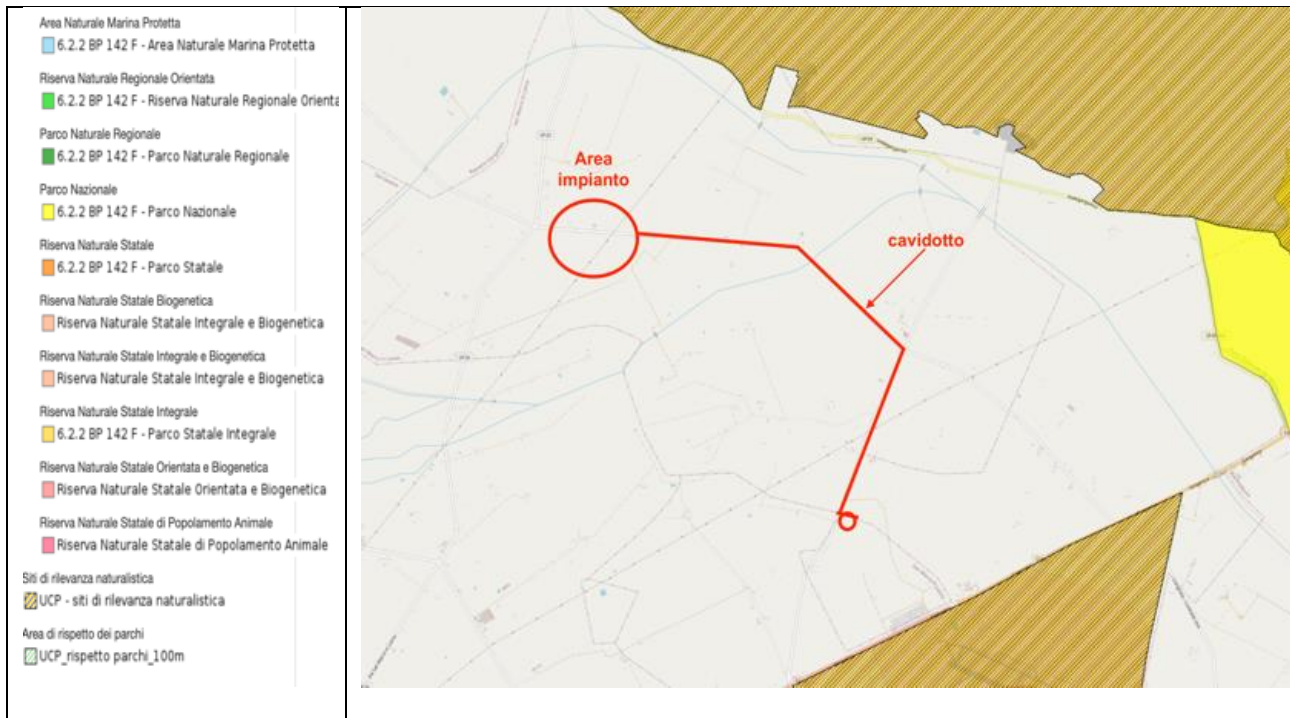 Area Naturale Marina Protetta
6.2.2 BP 142 F - Area Naturale Marina Protetta
Riserva Naturale Regionale Orientata
6.2.2 BP 142 F - Riserva Naturale Regionale Orienta
Parco Naturale Regionale
6.2.2 BP 142 F - Parco Naturale Regionale
Parco Nazionale
6.2.2 BP 142 F - Parco Nazionale
Riserva Naturale Statale
6.2.2 BP 142 F - Parco Statale
Riserva Naturale Statale Biogenetica
Riserva Naturale Statale Integrale e Biogenetica
Riserva Naturale Statale Integrale e Biogenetica
Riserva Naturale Statale Integrale e Biogenetica
Riserva Naturale Statale Integrale
6.2.2 BP 142 F - Parco Statale Integrale
Riserva Naturale Statale Orientata e Biogenetica
Riserva Naturale Statale Orientata e Biogenetica
Riserva Naturale Statale di Popolamento Animale
Riserva Naturale Statale di Popolamento Animale
Siti di rilevanza naturalistica
UCP - siti di rilevanza naturalistica
Area di rispetto dei parchi
UCP_rispetto parchi_100m
Area
impianto
cavidotto